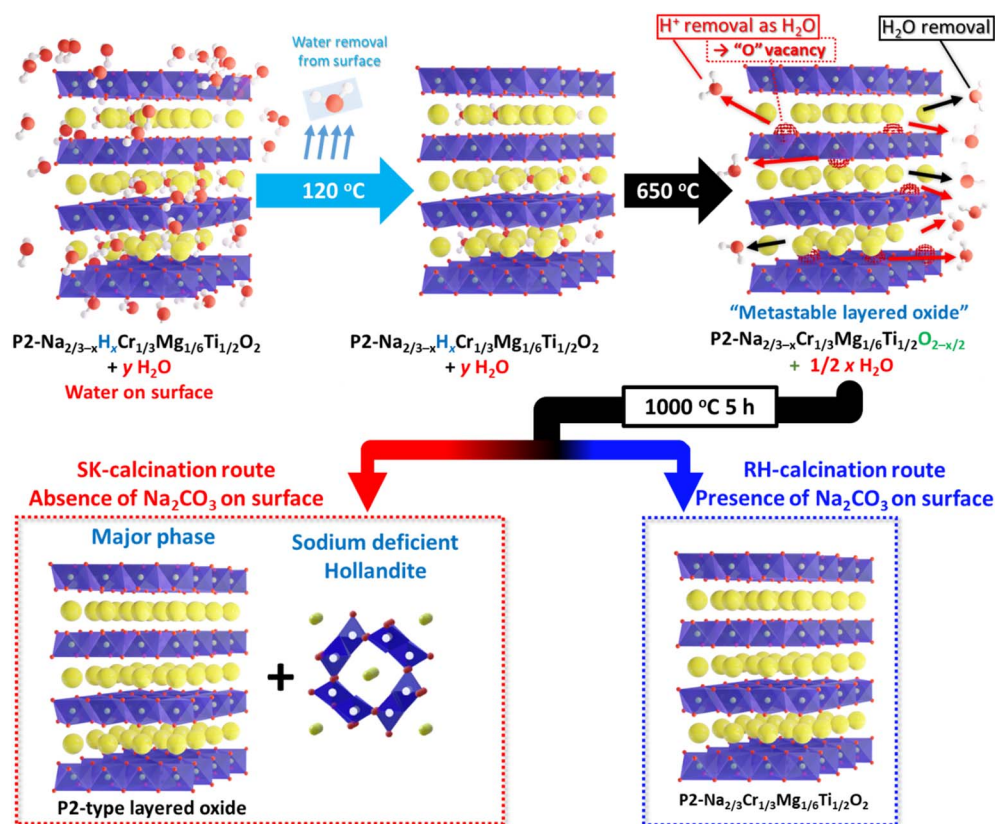 H⁺ removal as H₂O
→ “O” vacancy
H₂O removal
Water removal
from surface
120 °C
650 °C
P2-Na₂/₃₋ₓHₓCr₁/₃Mg₁/₆Ti₁/₂O₂
+ y H₂O
Water on surface
P2-Na₂/₃₋ₓHₓCr₁/₃Mg₁/₆Ti₁/₂O₂
+ y H₂O
“Metastable layered oxide”
P2-Na₂/₃₋ₓCr₁/₃Mg₁/₆Ti₁/₂O₂₋ₓ/₂
+ 1/2 x H₂O
1000 °C 5 h
SK-calcination route
Absence of Na₂CO₃ on surface
RH-calcination route
Presence of Na₂CO₃ on surface
Major phase
Sodium deficient
Hollandite
+
P2-type layered oxide
P2-Na₂/₃Cr₁/₃Mg₁/₆Ti₁/₂O₂